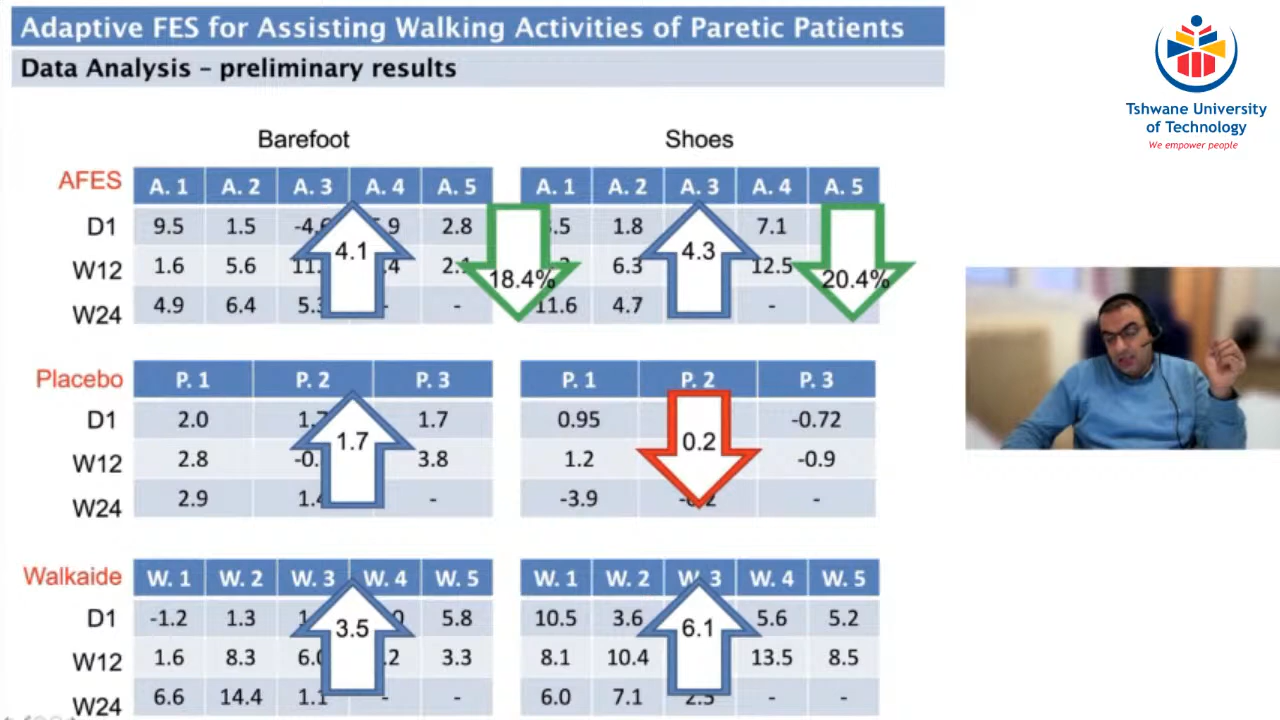 Adaptive FES for Assisting Walking Activities of Paretic Patients
Data Analysis – preliminary results
Tshwane University
of Technology
We empower people
Barefoot Shoes
AFES A. 1 A. 2 A. 3 A. 4 A. 5 A. 1 A. 2 A. 3 A. 4 A. 5
D1 9.5 1.5 2.8 1.8 7.1
4.1 4.3
W12 1.6 5.6 6.3 12.5
18.4% 20.4%
W24 4.9 6.4 - - 11.6 4.7 -
Placebo P. 1 P. 2 P. 3 P. 1 P. 2 P. 3
D1 2.0 1.7 0.95 -0.72
1.7 0.2
W12 2.8 3.8 1.2 -0.9
W24 2.9 - -3.9 -
Walkaide W. 1 W. 2 W. 3 W. 4 W. 5 W. 1 W. 2 W. 3 W. 4 W. 5
D1 -1.2 1.3 5.8 10.5 3.6 5.6 5.2
3.5 6.1
W12 1.6 8.3 3.3 8.1 10.4 13.5 8.5
W24 6.6 14.4 - - 6.0 7.1 2.5 - -